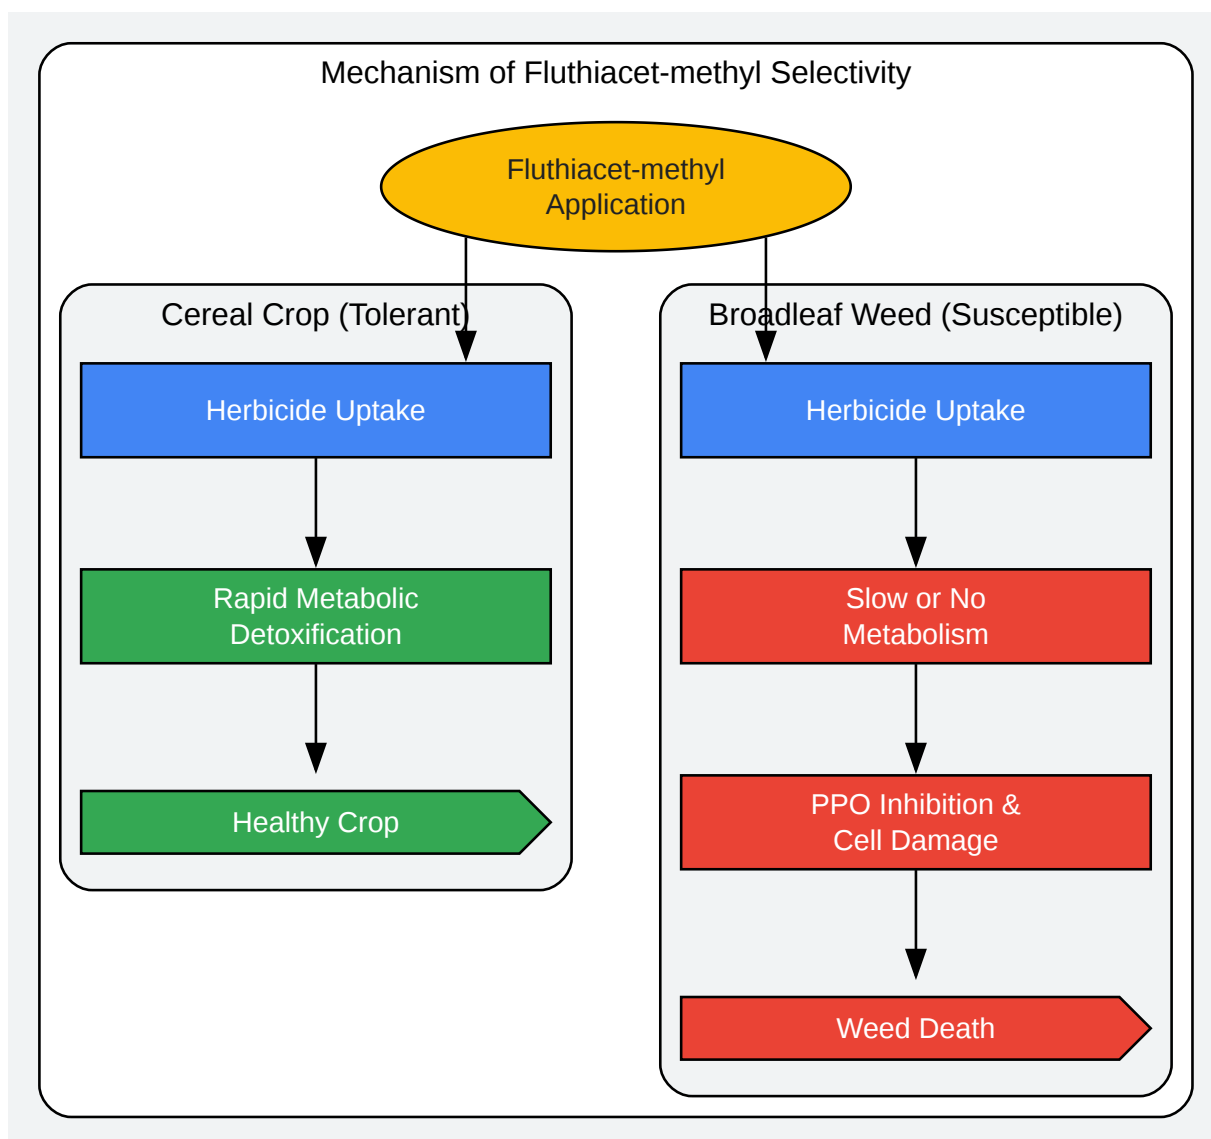 Mechanism of Fluthiacet-methyl Selectivity
Fluthiacet-methyl
Application
Cereal Crop (Tolerant)
Herbicide Uptake
Rapid Metabolic
Detoxification
Healthy Crop
Broadleaf Weed (Susceptible)
Herbicide Uptake
Slow or No
Metabolism
PPO Inhibition &
Cell Damage
Weed Death